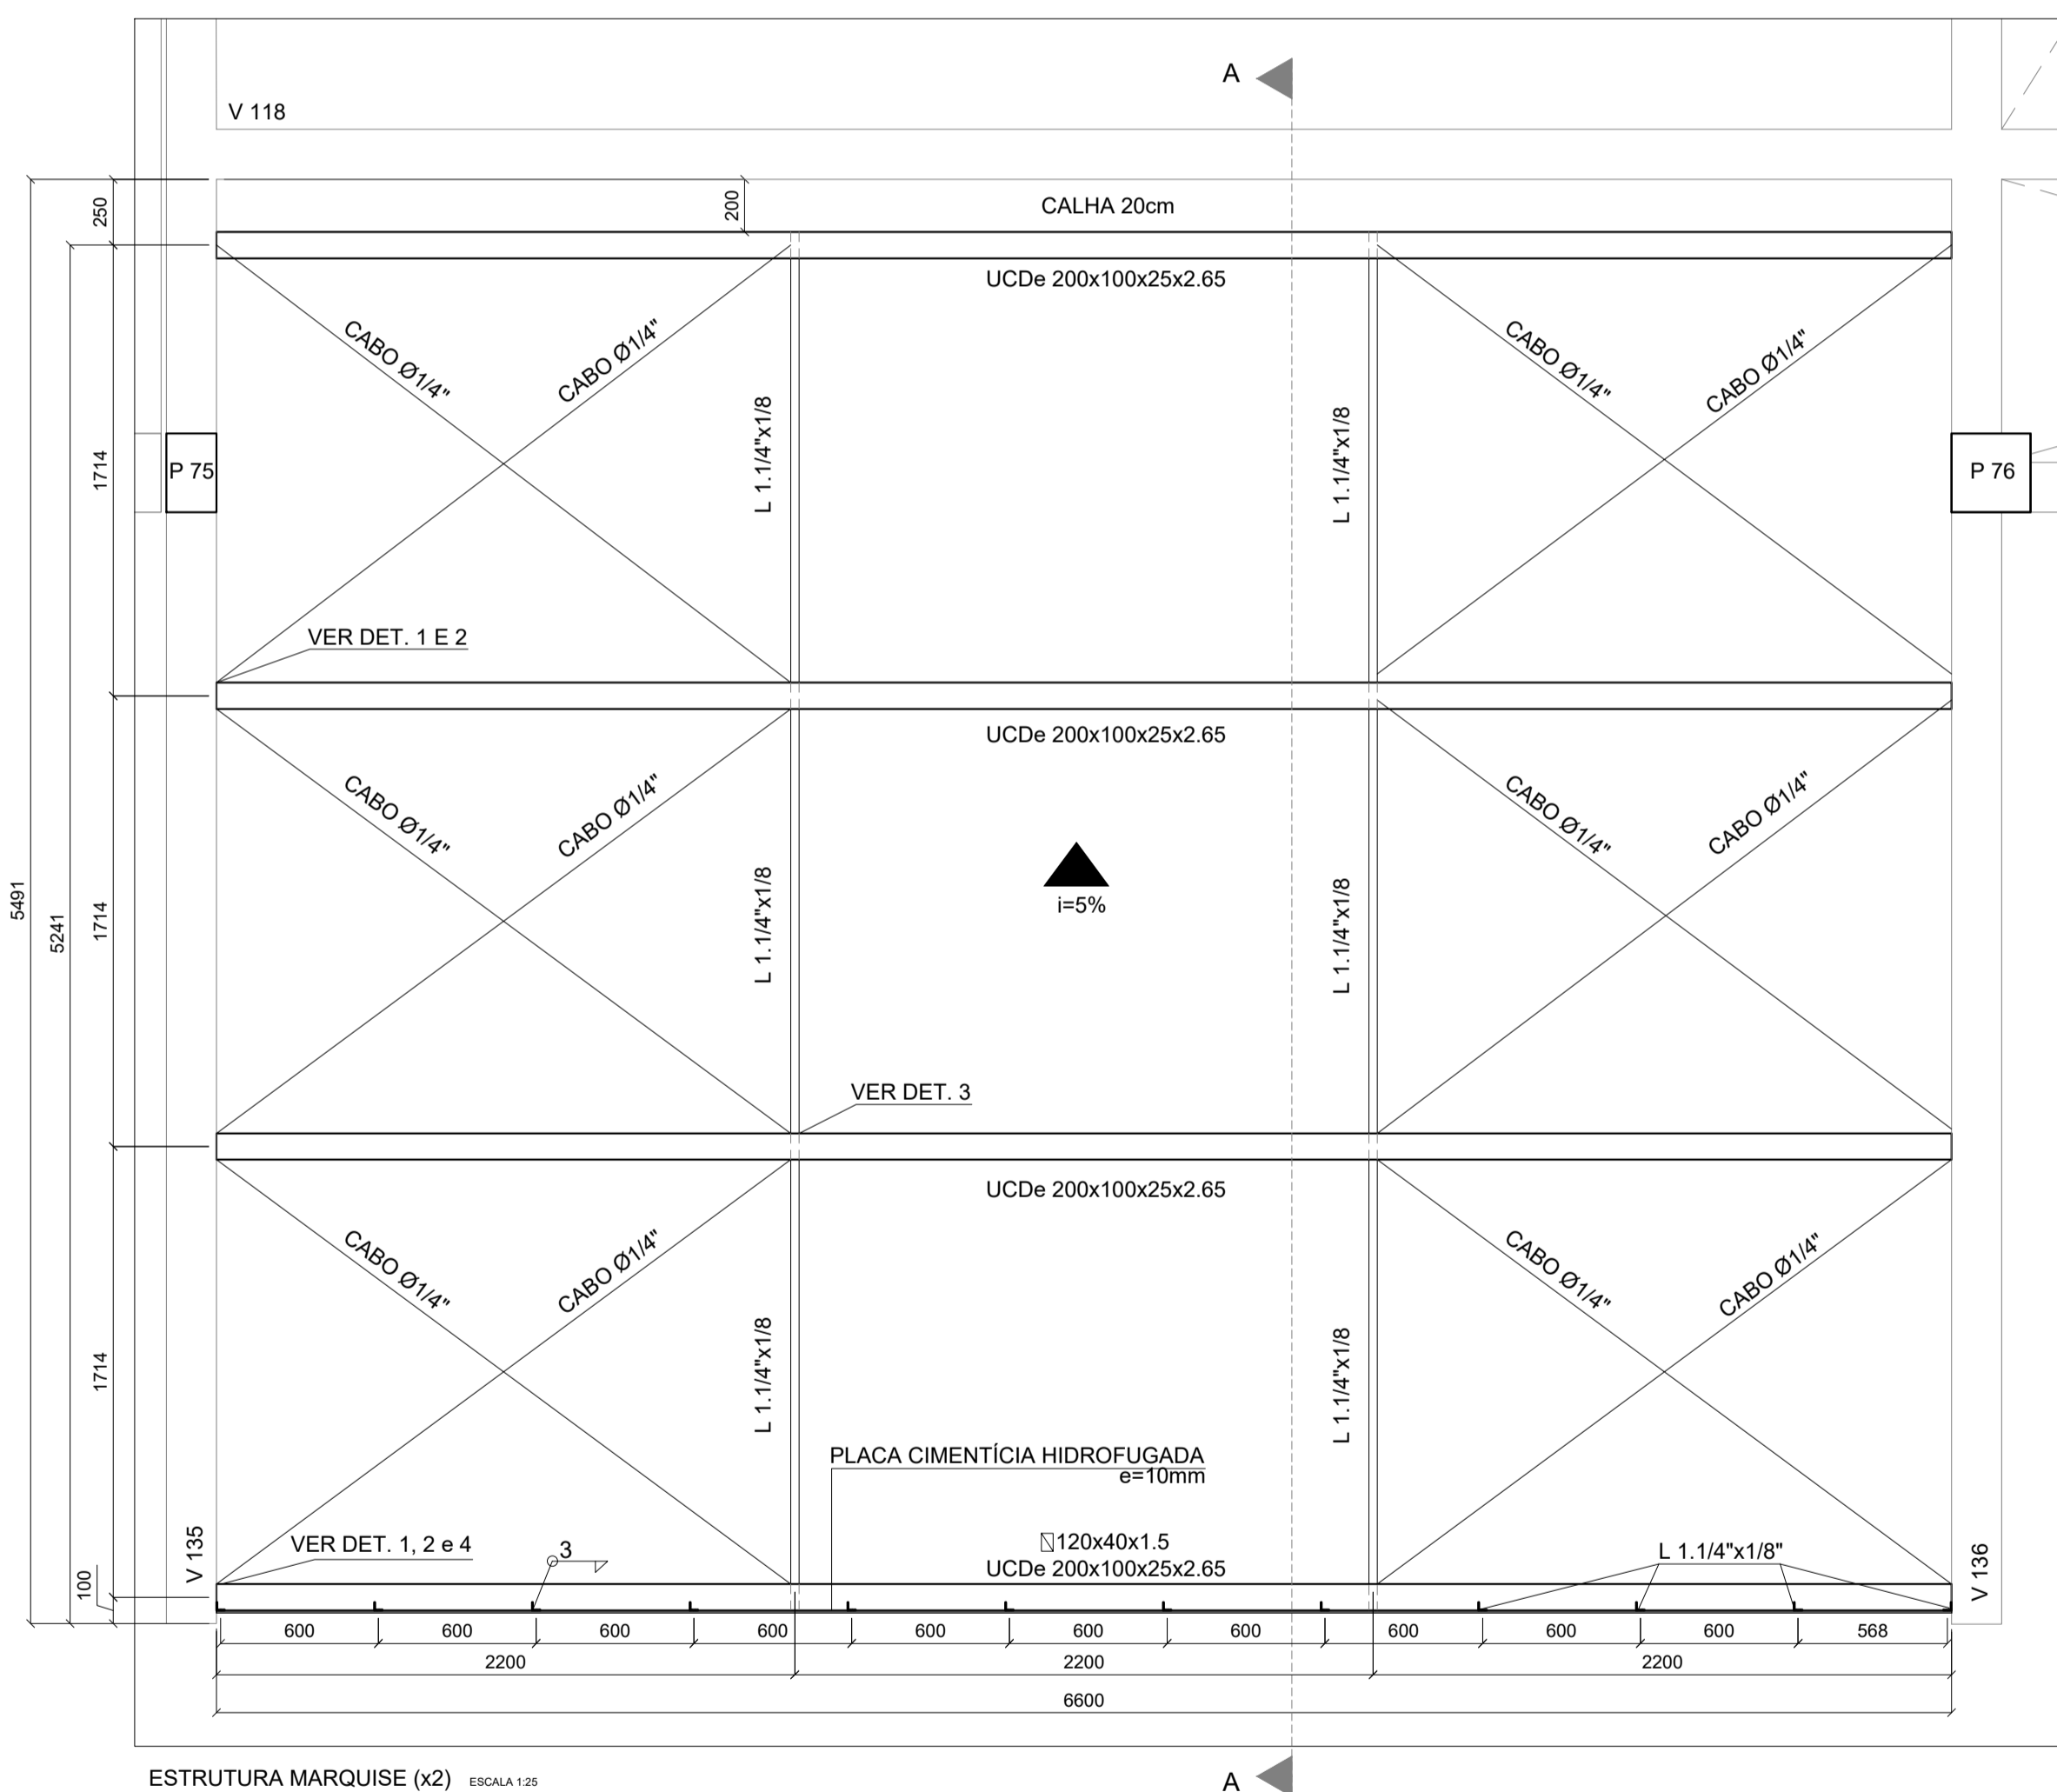 A
V 118
250
200
CALHA 20cm
UCDe 200x100x25x2.65
CABO Ø1/4"
CABO Ø1/4"
CABO Ø1/4"
CABO Ø1/4"
L 1.1/4"x1/8
L 1.1/4"x1/8
1714
P 75
P 76
VER DET. 1 E 2
UCDe 200x100x25x2.65
CABO Ø1/4"
CABO Ø1/4"
CABO Ø1/4"
CABO Ø1/4"
L 1.1/4"x1/8
L 1.1/4"x1/8
i=5%
5491
5241
1714
VER DET. 3
UCDe 200x100x25x2.65
CABO Ø1/4"
CABO Ø1/4"
CABO Ø1/4"
CABO Ø1/4"
L 1.1/4"x1/8
L 1.1/4"x1/8
1714
PLACA CIMENTÍCIA HIDROFUGADA
e=10mm
V 135
VER DET. 1, 2 e 4
3
120x40x1.5
UCDe 200x100x25x2.65
L 1.1/4"x1/8"
V 136
100
600 600 600 600 600 600 600 600 600 600 568
2200 2200 2200
6600
ESTRUTURA MARQUISE (x2) ESCALA 1:25
A